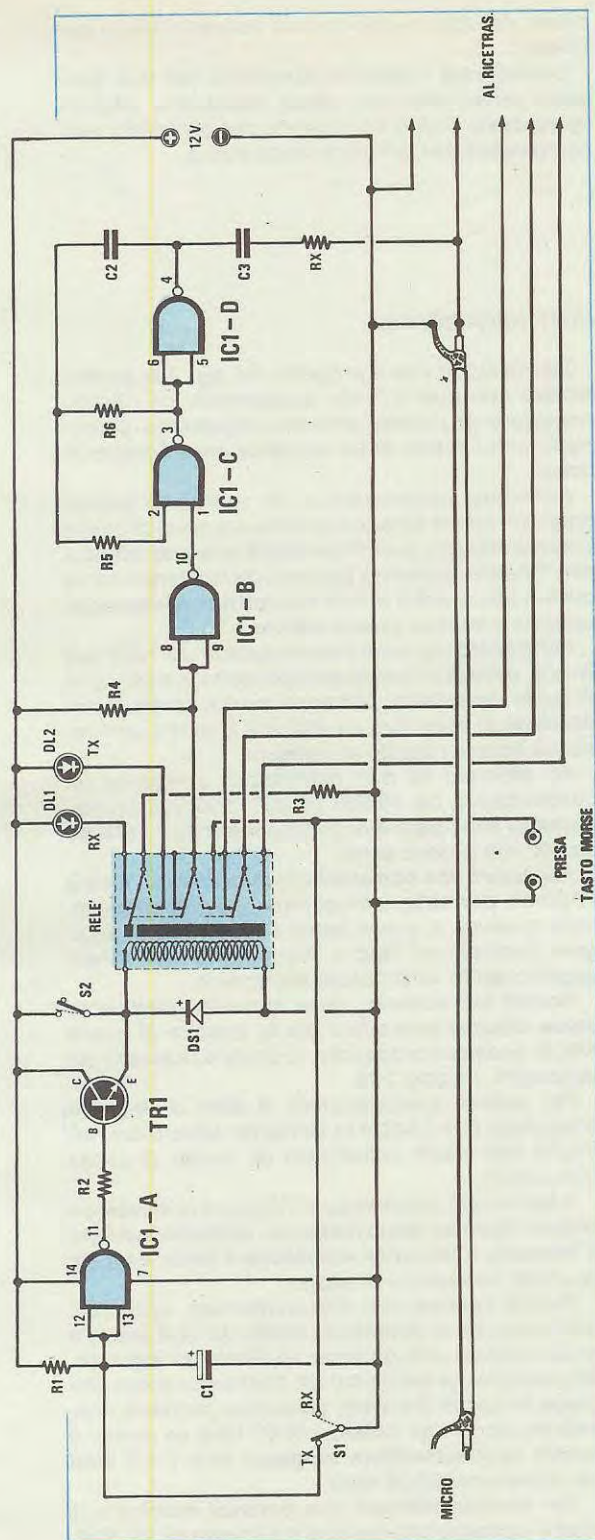 R1
C1
+
12
13
14
7
11
IC1-A
R2
B
C
E
TR1
S2
DS1
+
RELE'
DL1
RX
DL2
TX
R3
R4
8
9
10
IC1-B
R5
R6
2
1
3
IC1-C
6
5
4
IC1-D
C2
C3
RX
12V
AL RICETRAS.
TX
RX
S1
PRESA
TASTO MORSE
MICRO